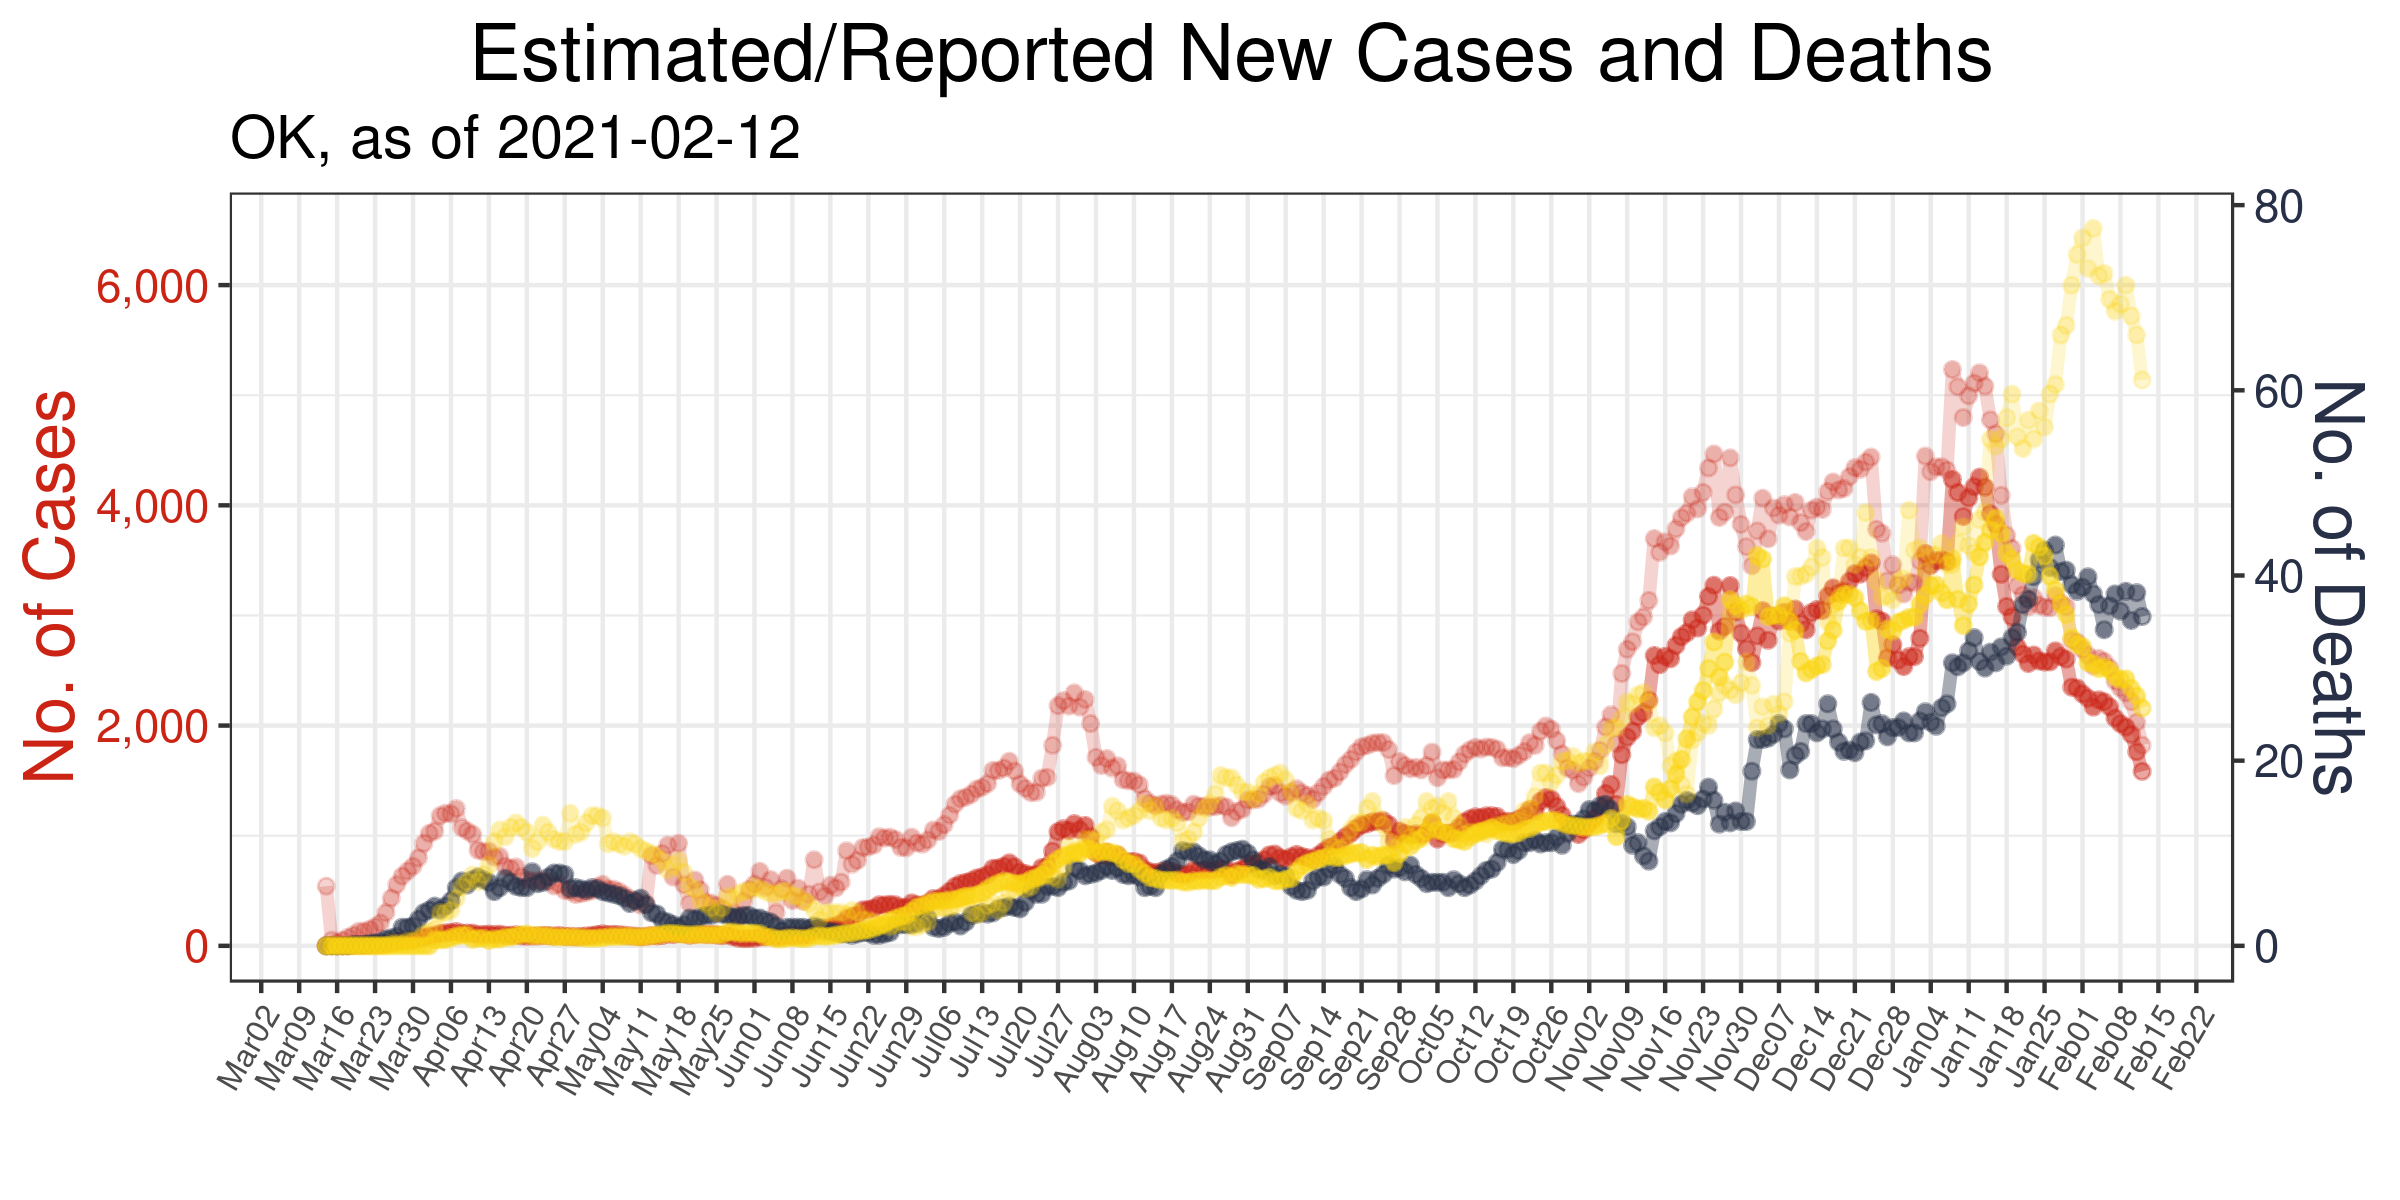 Estimated/Reported New Cases and Deaths
OK, as of 2021-02-12
No. of Cases
6,000
4,000
2,000
0
80
60
40
20
0
No. of Deaths
Mar02
Mar09
Mar16
Mar23
Mar30
Apr06
Apr13
Apr20
Apr27
May04
May11
May18
May25
Jun01
Jun08
Jun15
Jun22
Jun29
Jul06
Jul13
Jul20
Jul27
Aug03
Aug10
Aug17
Aug24
Aug31
Sep07
Sep14
Sep21
Sep28
Oct05
Oct12
Oct19
Oct26
Nov02
Nov09
Nov16
Nov23
Nov30
Dec07
Dec14
Dec21
Dec28
Jan04
Jan11
Jan18
Jan25
Feb01
Feb08
Feb15
Feb22